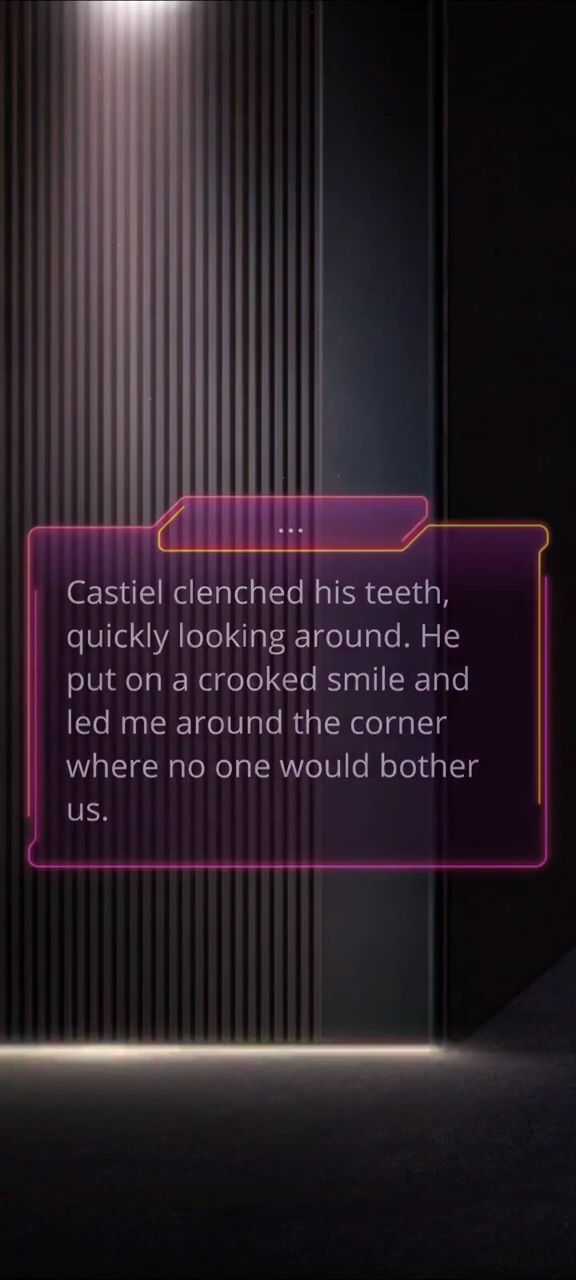 ...
Castiel clenched his teeth,
quickly looking around. He
put on a crooked smile and
led me around the corner
where no one would bother
us.